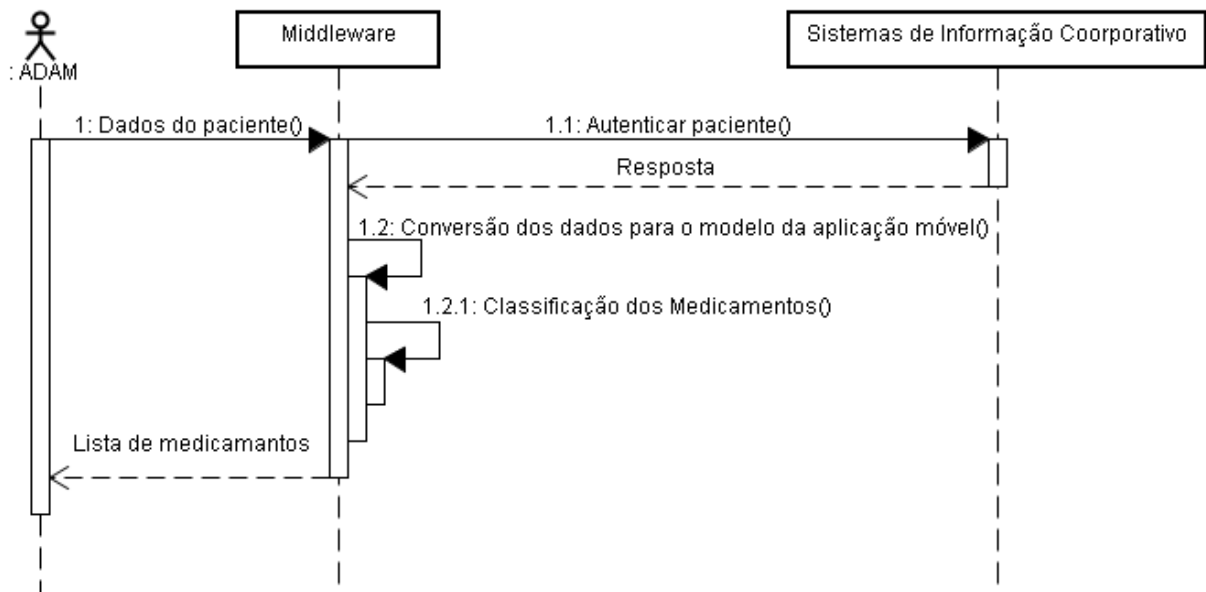 Middleware
Sistemas de Informação Coorporativo
: ADAM
1: Dados do paciente()
1.1: Autenticar paciente()
Resposta
1.2: Conversão dos dados para o modelo da aplicação móvel()
1.2.1: Classificação dos Medicamentos()
Lista de medicamantos